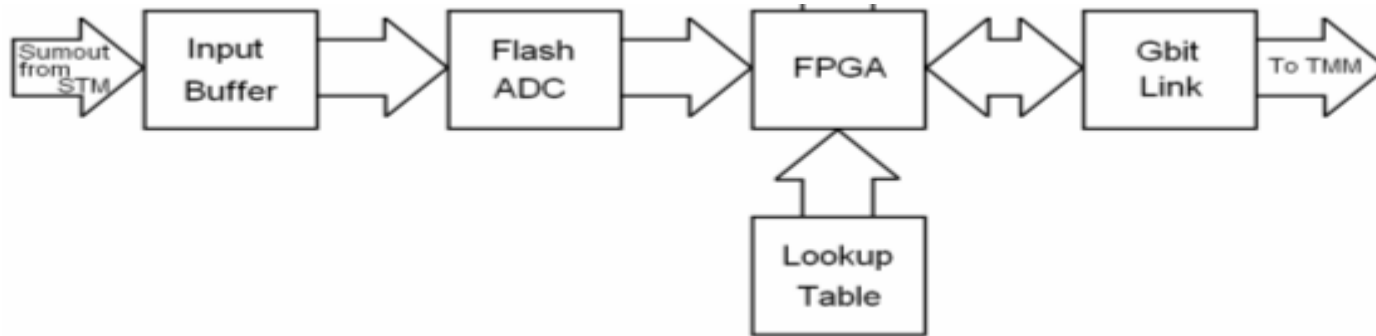 Sumout
from
STM
Input
Buffer
Flash
ADC
FPGA
Gbit
Link
To TMM
Lookup
Table